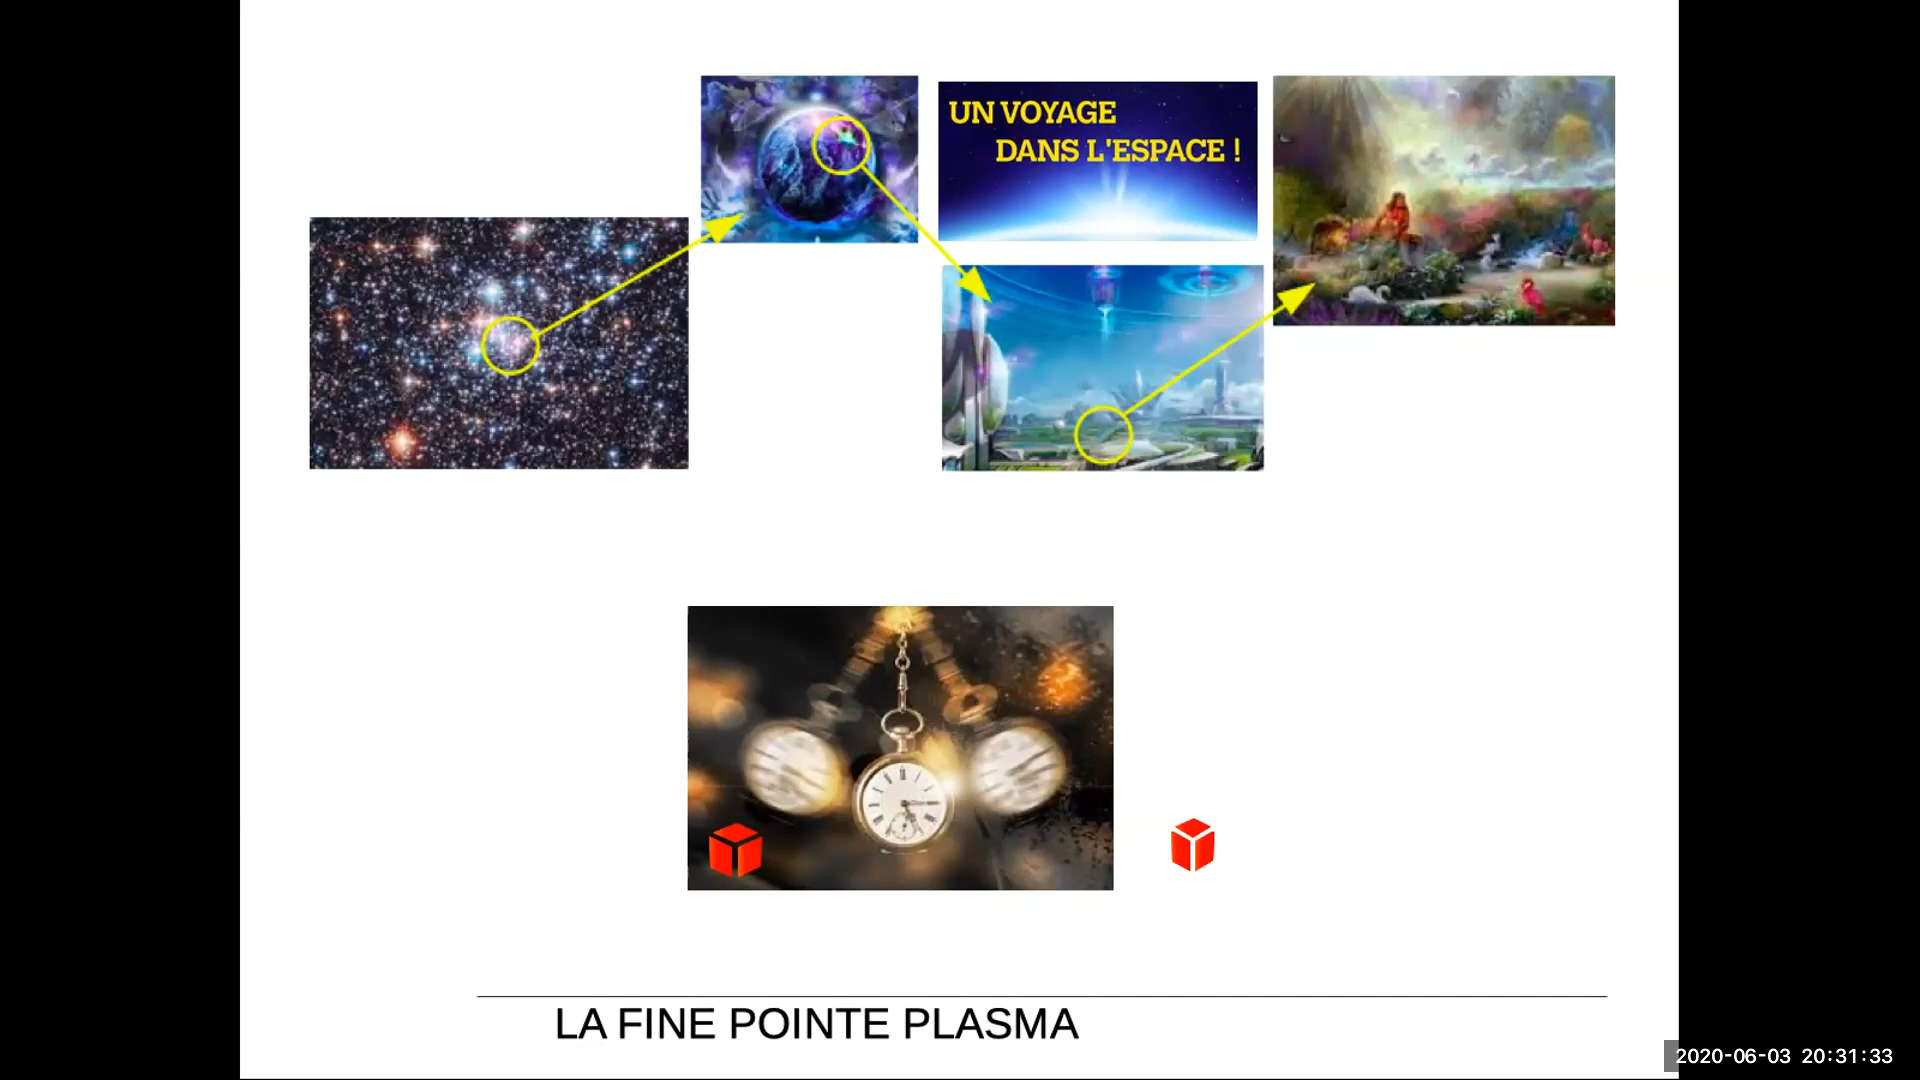 UN VOYAGE
DANS L'ESPACE !
LA FINE POINTE PLASMA
2020-06-03 20:31:33